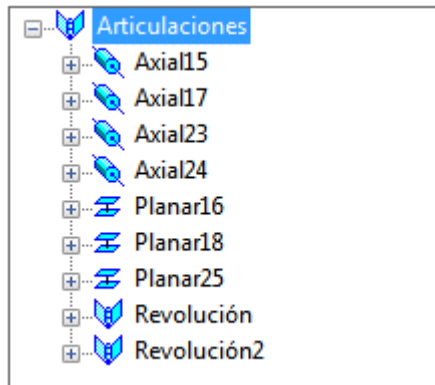 Articulaciones
Axial15
Axial17
Axial23
Axial24
Planar16
Planar18
Planar25
Revolución
Revolución2